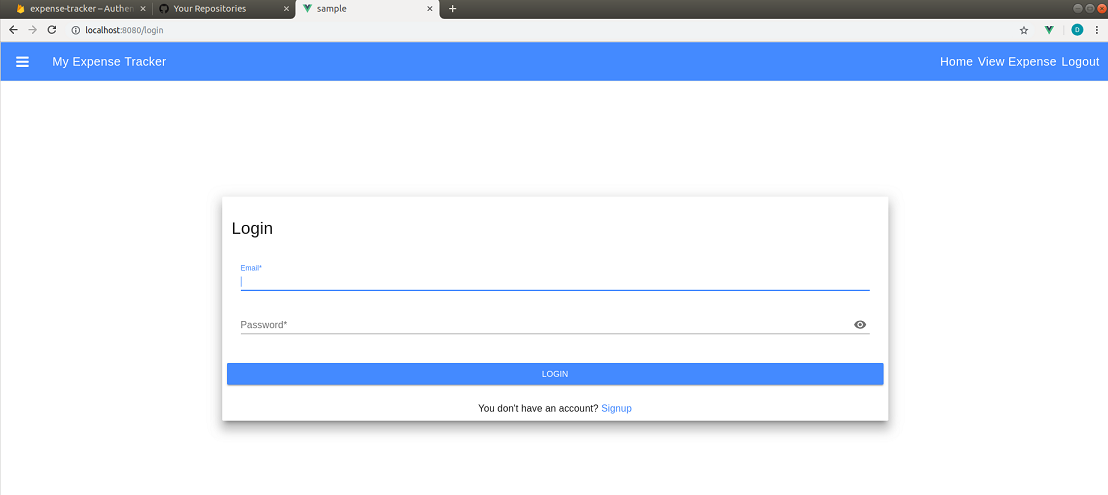 expense-tracker – Authen
Your Repositories
sample
localhost:8080/login
D
My Expense Tracker
Home View Expense Logout
Login
Email*
Password*
LOGIN
You don't have an account? Signup